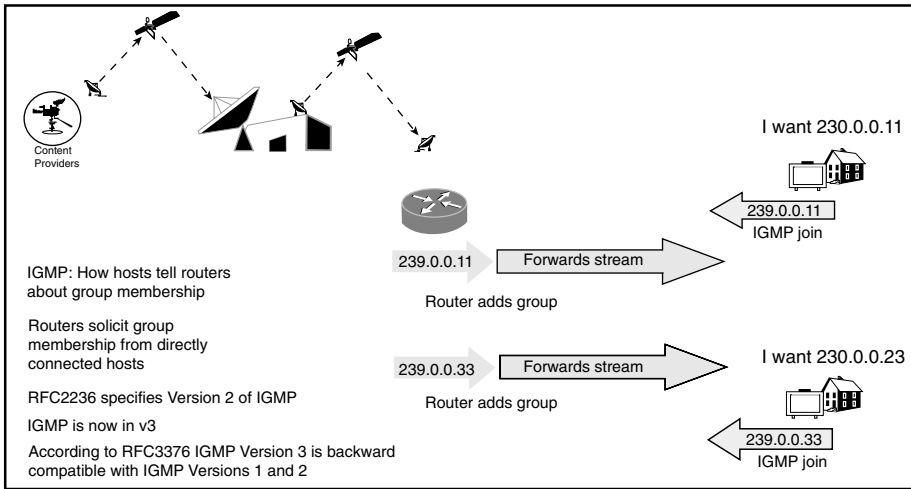 Content
Providers
I want 230.0.0.11
239.0.0.11
IGMP join
239.0.0.11
Forwards stream
Router adds group
IGMP: How hosts tell routers
about group membership
Routers solicit group
membership from directly
connected hosts
RFC2236 specifies Version 2 of IGMP
IGMP is now in v3
According to RFC3376 IGMP Version 3 is backward
compatible with IGMP Versions 1 and 2
239.0.0.33
Forwards stream
Router adds group
I want 230.0.0.23
239.0.0.33
IGMP join